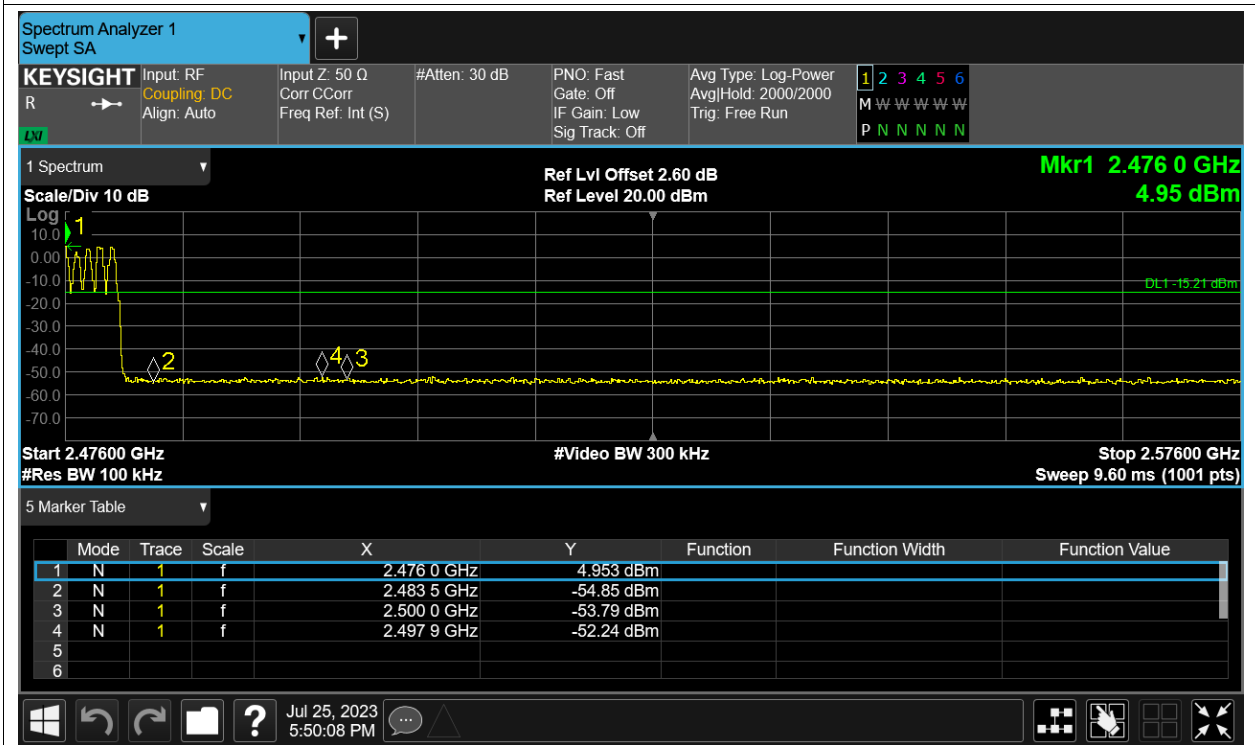 Spectrum Analyzer 1
Swept SA
+
KEYSIGHT Input: RF Input Z: 50 Ω #Atten: 30 dB PNO: Fast Avg Type: Log-Power 1 2 3 4 5 6
R Coupling: DC Corr CCorr Gate: Off Avg|Hold: 2000/2000 M W W W W W W
Align: Auto Freq Ref: Int (S) IF Gain: Low Trig: Free Run
LXI Sig Track: Off P N N N N N N
1 Spectrum Ref Lvl Offset 2.60 dB Mkr1 2.476 0 GHz
Scale/Div 10 dB Ref Level 20.00 dBm 4.95 dBm
Log 1
10.0
0.00
-10.0 DL1 -15.21 dBm
-20.0
-30.0
-40.0 2 4 3
-50.0
-60.0
-70.0
Start 2.47600 GHz #Video BW 300 kHz Stop 2.57600 GHz
#Res BW 100 kHz Sweep 9.60 ms (1001 pts)
5 Marker Table
Mode Trace Scale X Y Function Function Width Function Value
1 N 1 f 2.476 0 GHz 4.953 dBm
2 N 1 f 2.483 5 GHz -54.85 dBm
3 N 1 f 2.500 0 GHz -53.79 dBm
4 N 1 f 2.497 9 GHz -52.24 dBm
5
6
? Jul 25, 2023
5:50:08 PM